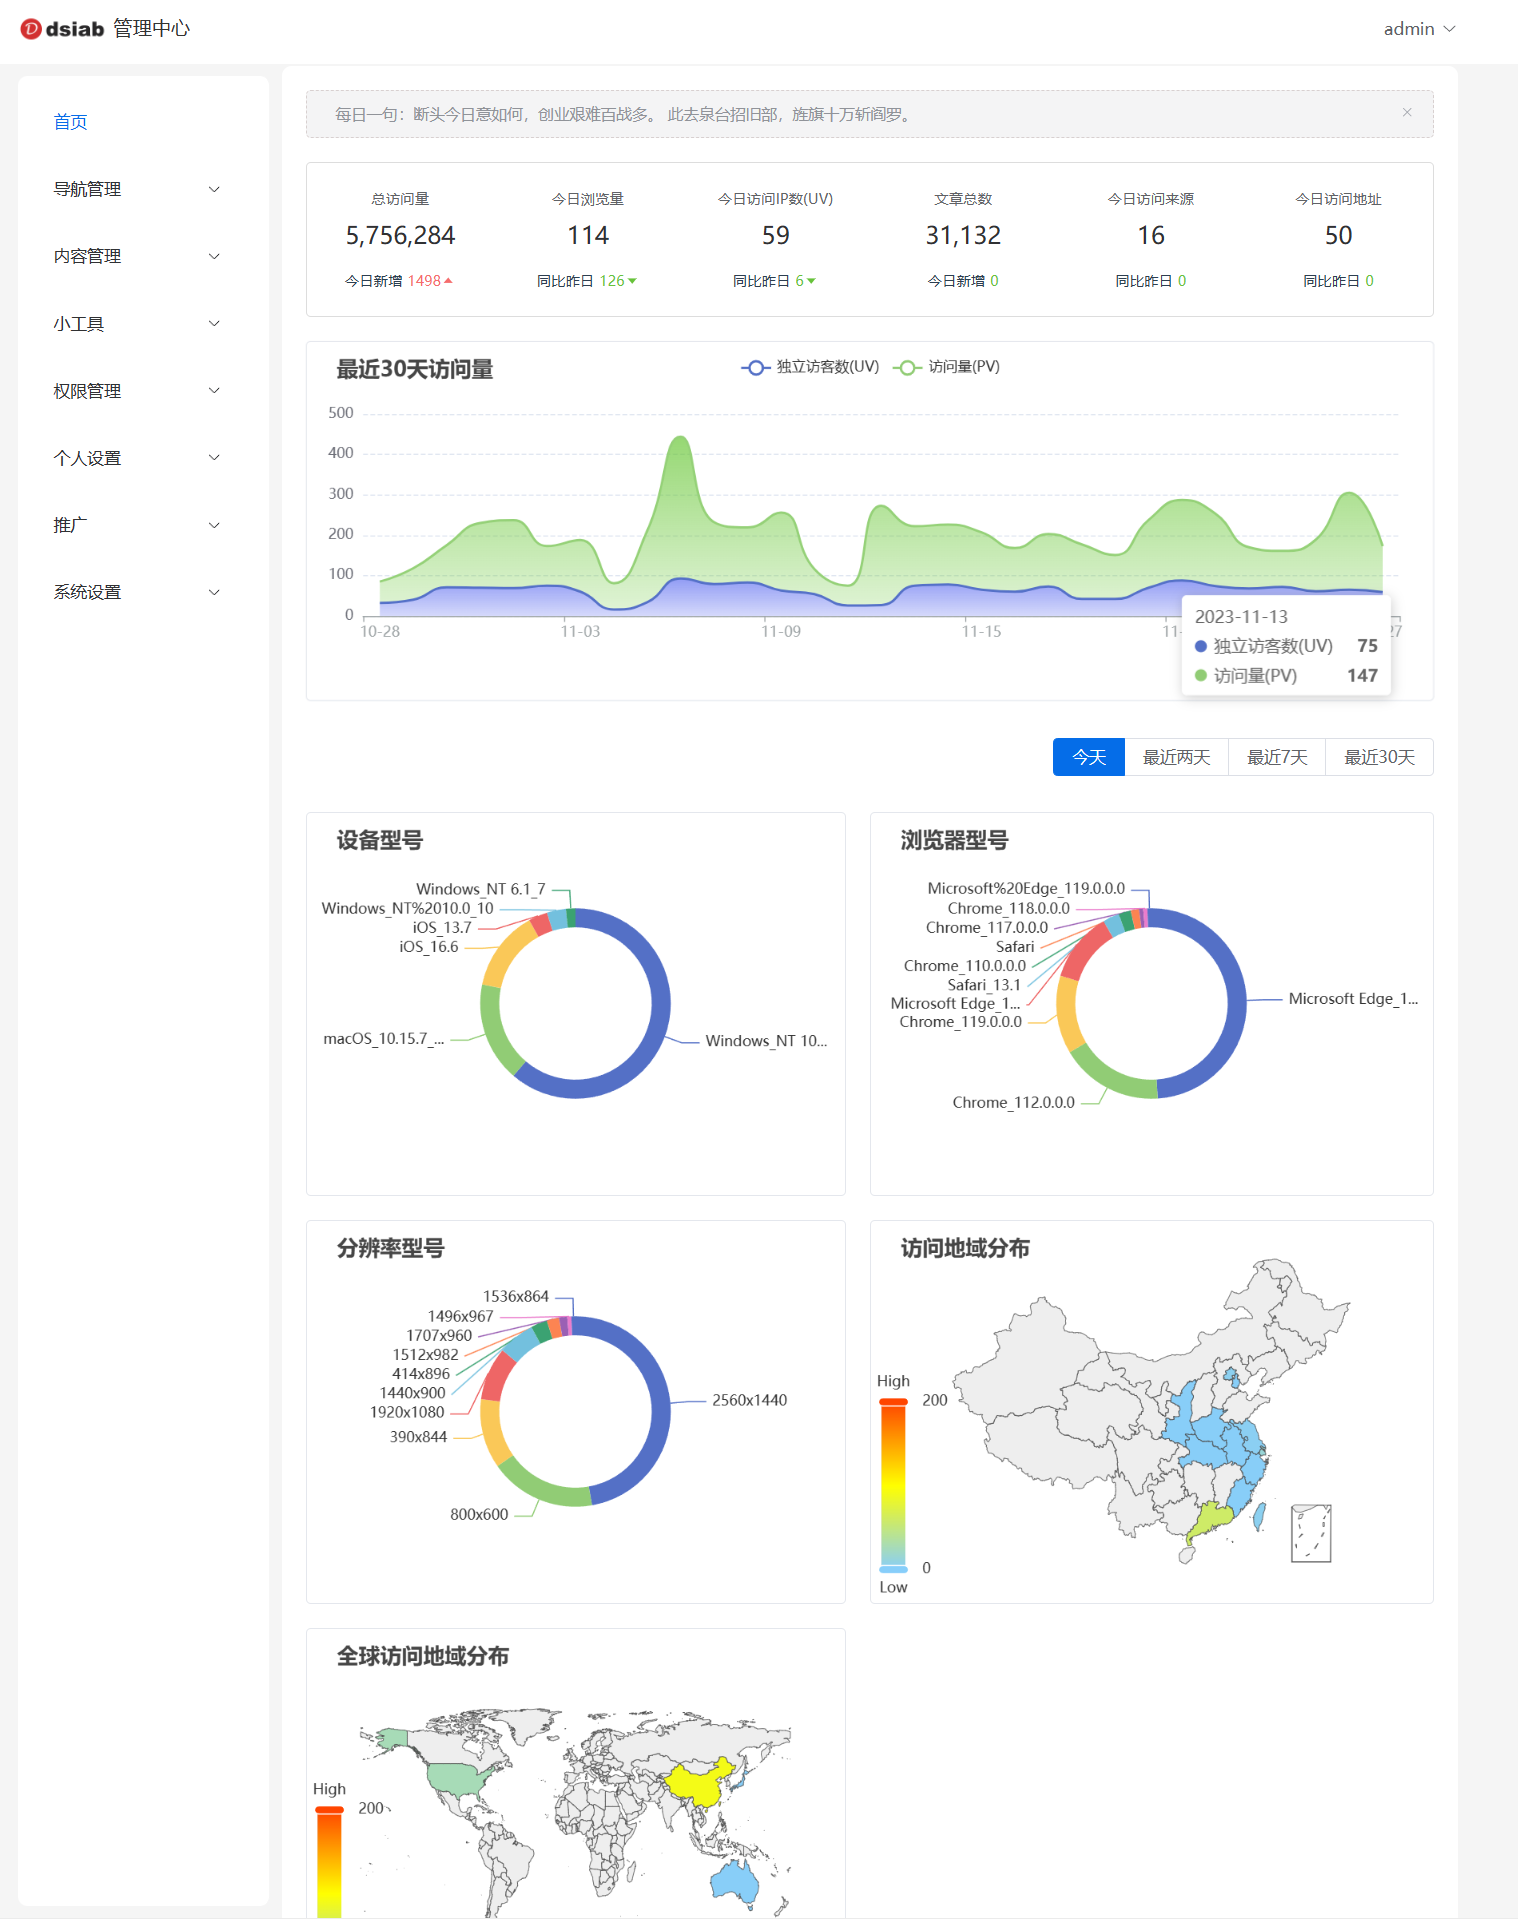 dsiab 管理中心
admin
首页
导航管理
内容管理
小工具
权限管理
个人设置
推广
系统设置
每日一句：断头今日意如何，创业艰难百战多。 此去泉台招旧部，旌旗十万斩阎罗。
总访问量
5,756,284
今日新增 1498
今日浏览量
114
同比昨日 126
今日访问IP数(UV)
59
同比昨日 6
文章总数
31,132
今日新增 0
今日访问来源
16
同比昨日 0
今日访问地址
50
同比昨日 0
最近30天访问量
独立访客数(UV)
访问量(PV)
500
400
300
200
100
0
10-28
11-03
11-09
11-15
11-
27
2023-11-13
独立访客数(UV) 75
访问量(PV) 147
今天
最近两天
最近7天
最近30天
设备型号
Windows_NT 6.1_7
Windows_NT%2010.0_10
iOS_13.7
iOS_16.6
macOS_10.15.7_...
Windows_NT 10...
浏览器型号
Microsoft%20Edge_119.0.0.0
Chrome_118.0.0.0
Chrome_117.0.0.0
Safari
Chrome_110.0.0.0
Safari_13.1
Microsoft Edge_1...
Chrome_119.0.0.0
Chrome_112.0.0.0
Microsoft Edge_1...
分辨率型号
1536x864
1496x967
1707x960
1512x982
414x896
1440x900
1920x1080
390x844
800x600
2560x1440
访问地域分布
High
200
0
Low
全球访问地域分布
High
200